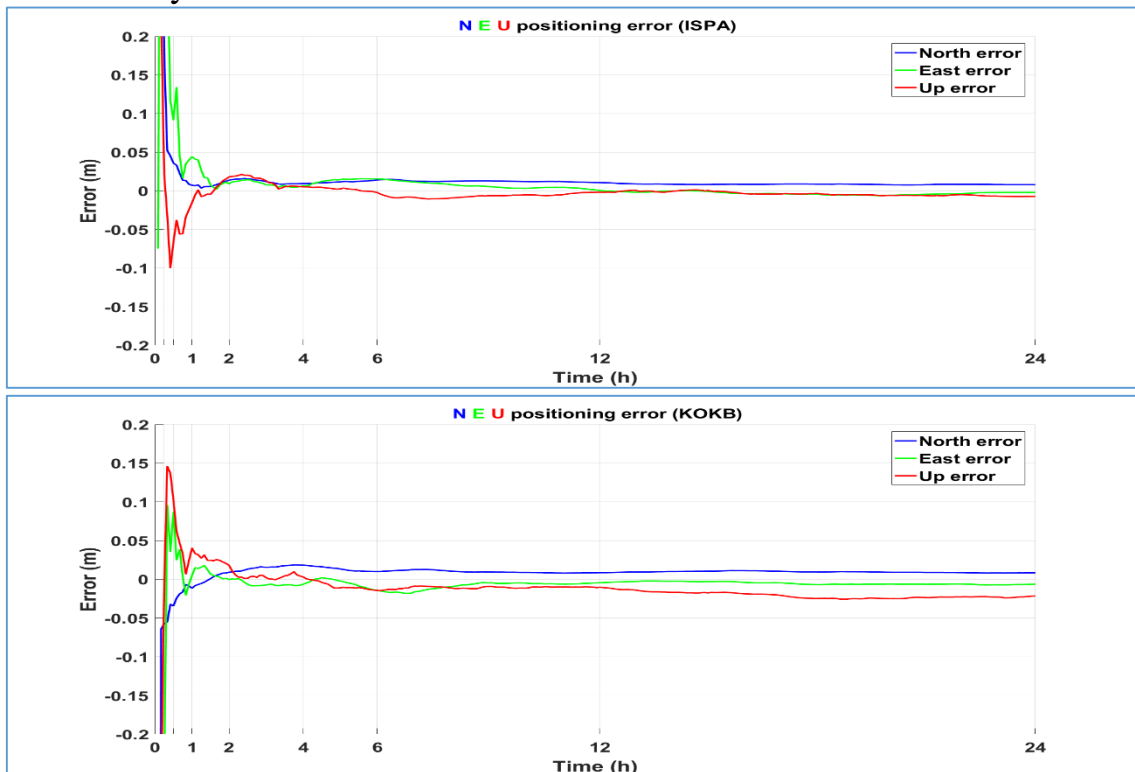 N E U positioning error (ISPA)
0.2
0.15
0.1
0.05
0
-0.05
-0.1
-0.15
-0.2
Error (m)
North error
East error
Up error
0 1 2 4 6 12 24
Time (h)
N E U positioning error (KOKB)
0.2
0.15
0.1
0.05
0
-0.05
-0.1
-0.15
-0.2
Error (m)
North error
East error
Up error
0 1 2 4 6 12 24
Time (h)